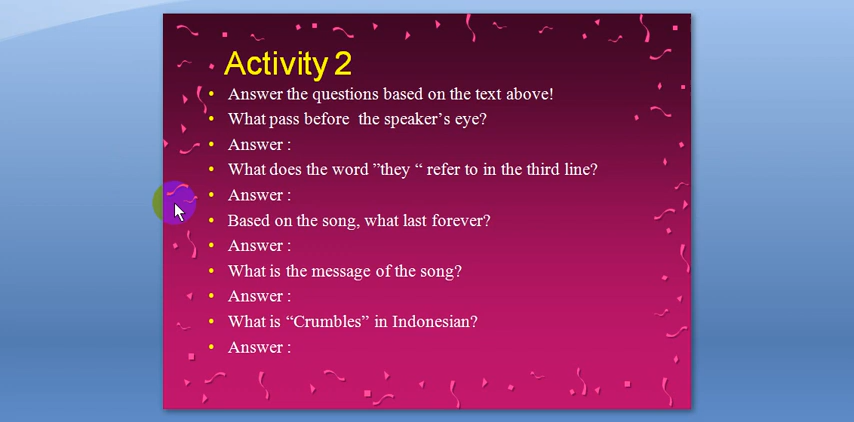 Activity 2
• Answer the questions based on the text above!
• What pass before the speaker’s eye?
• Answer :
• What does the word ”they “ refer to in the third line?
• Answer :
• Based on the song, what last forever?
• Answer :
• What is the message of the song?
• Answer :
• What is “Crumbles” in Indonesian?
• Answer :